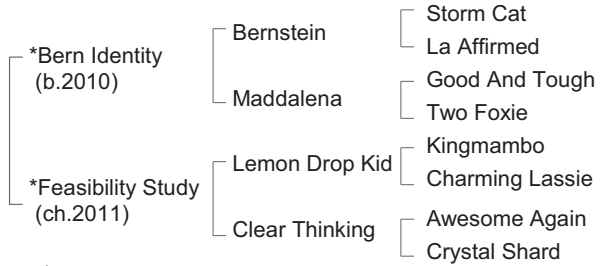 Storm Cat
Bernstein
*Bern Identity
La Affirmed
(b.2010)
Good And Tough
Maddalena
Two Foxie
Kingmambo
Lemon Drop Kid
*Feasibility Study
Charming Lassie
(ch.2011)
Awesome Again
Clear Thinking
Crystal Shard